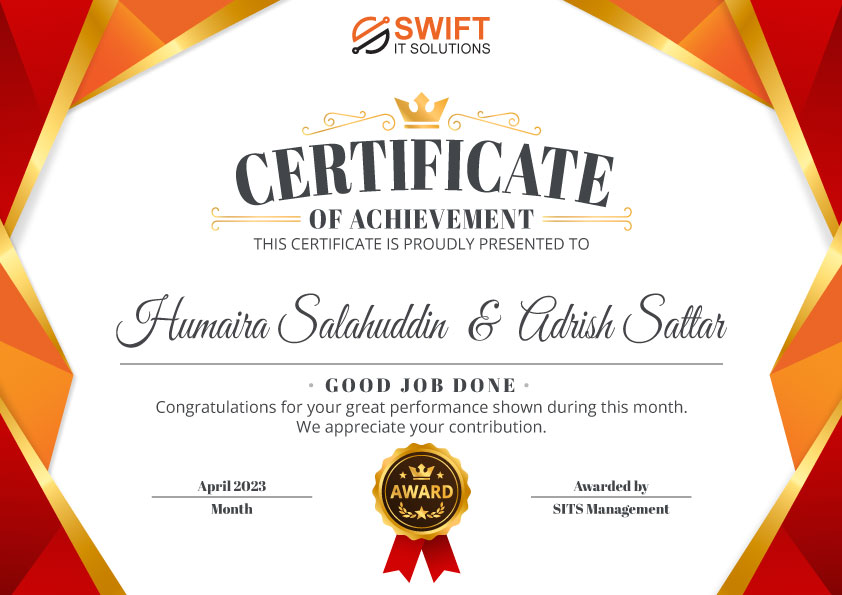 SWIFT
IT SOLUTIONS
CERTIFICATE
OF ACHIEVEMENT
THIS CERTIFICATE IS PROUDLY PRESENTED TO
Humaira Salahuddin & Adrish Sattar
• GOOD JOB DONE •
Congratulations for your great performance shown during this month.
We appreciate your contribution.
April 2023
Month
AWARD
Awarded by
SITS Management